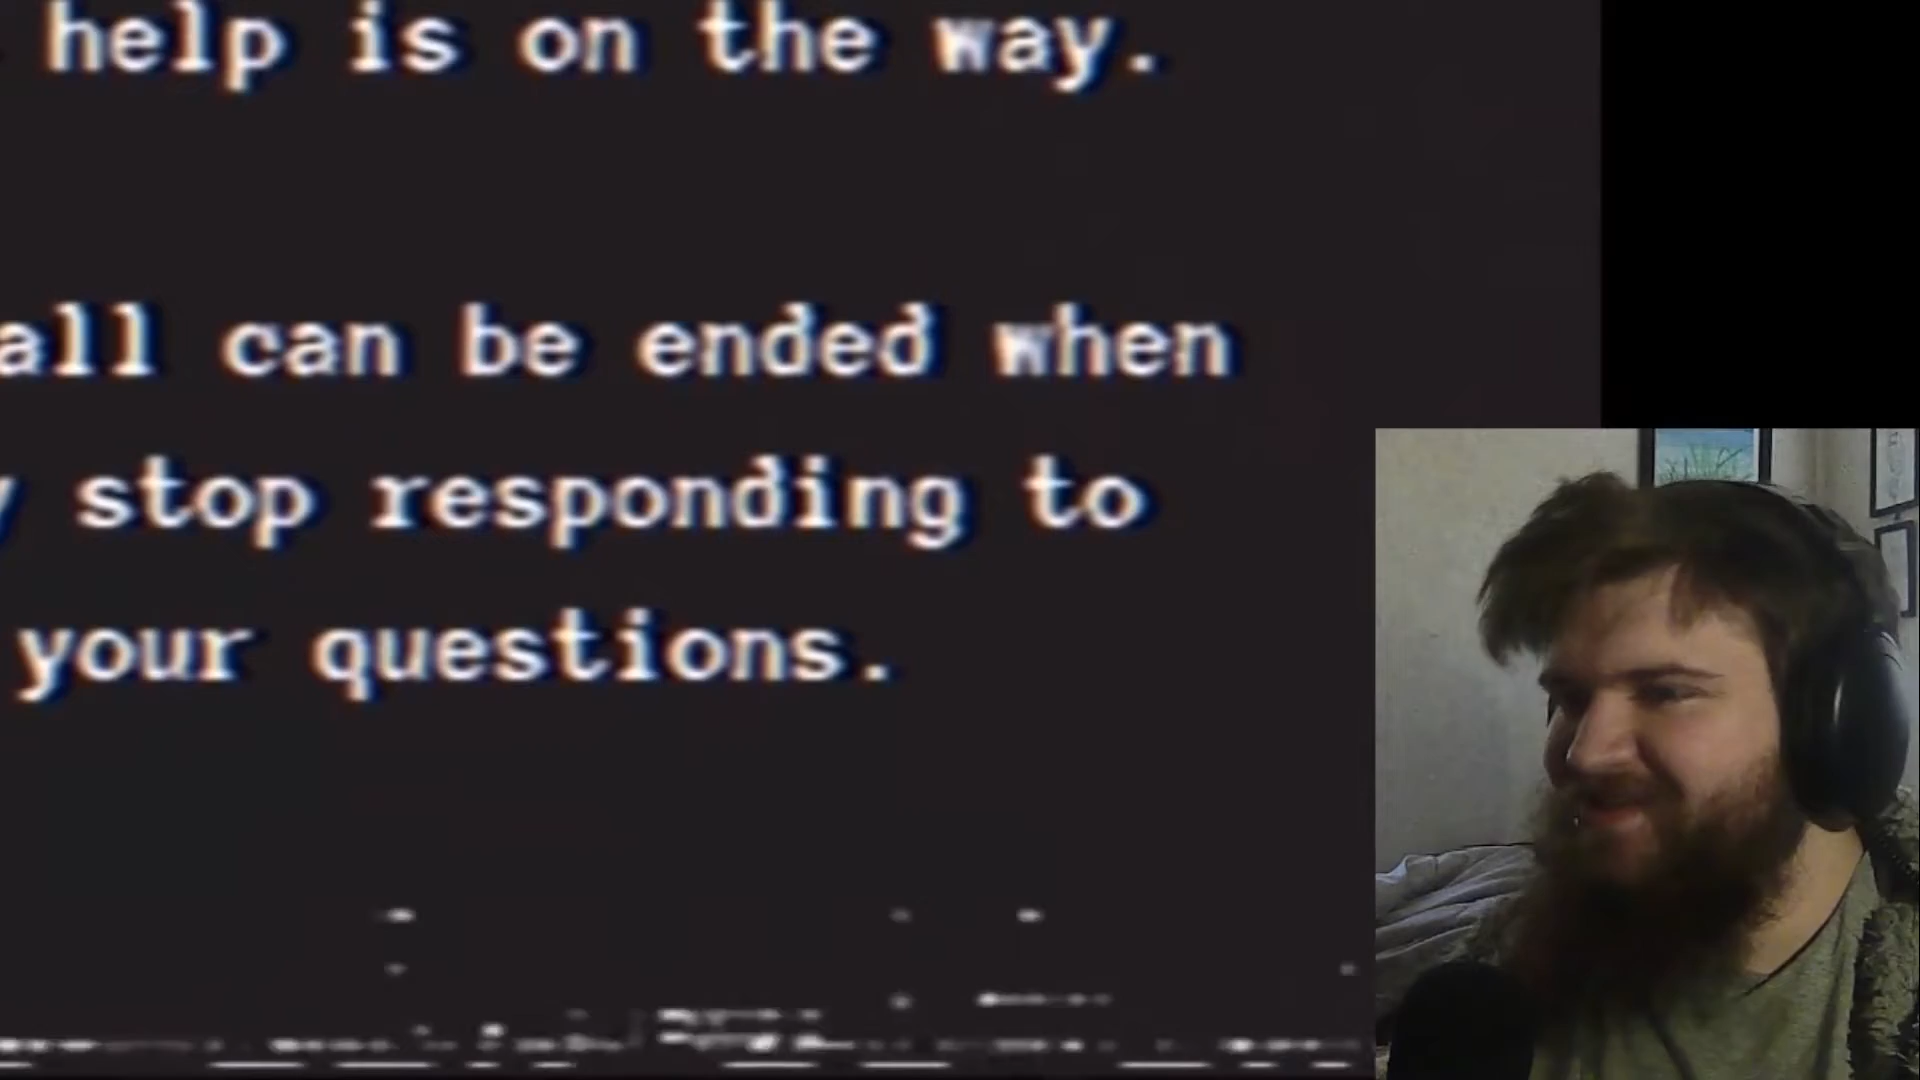 help is on the way.
all can be ended when
y stop responding to
your questions.